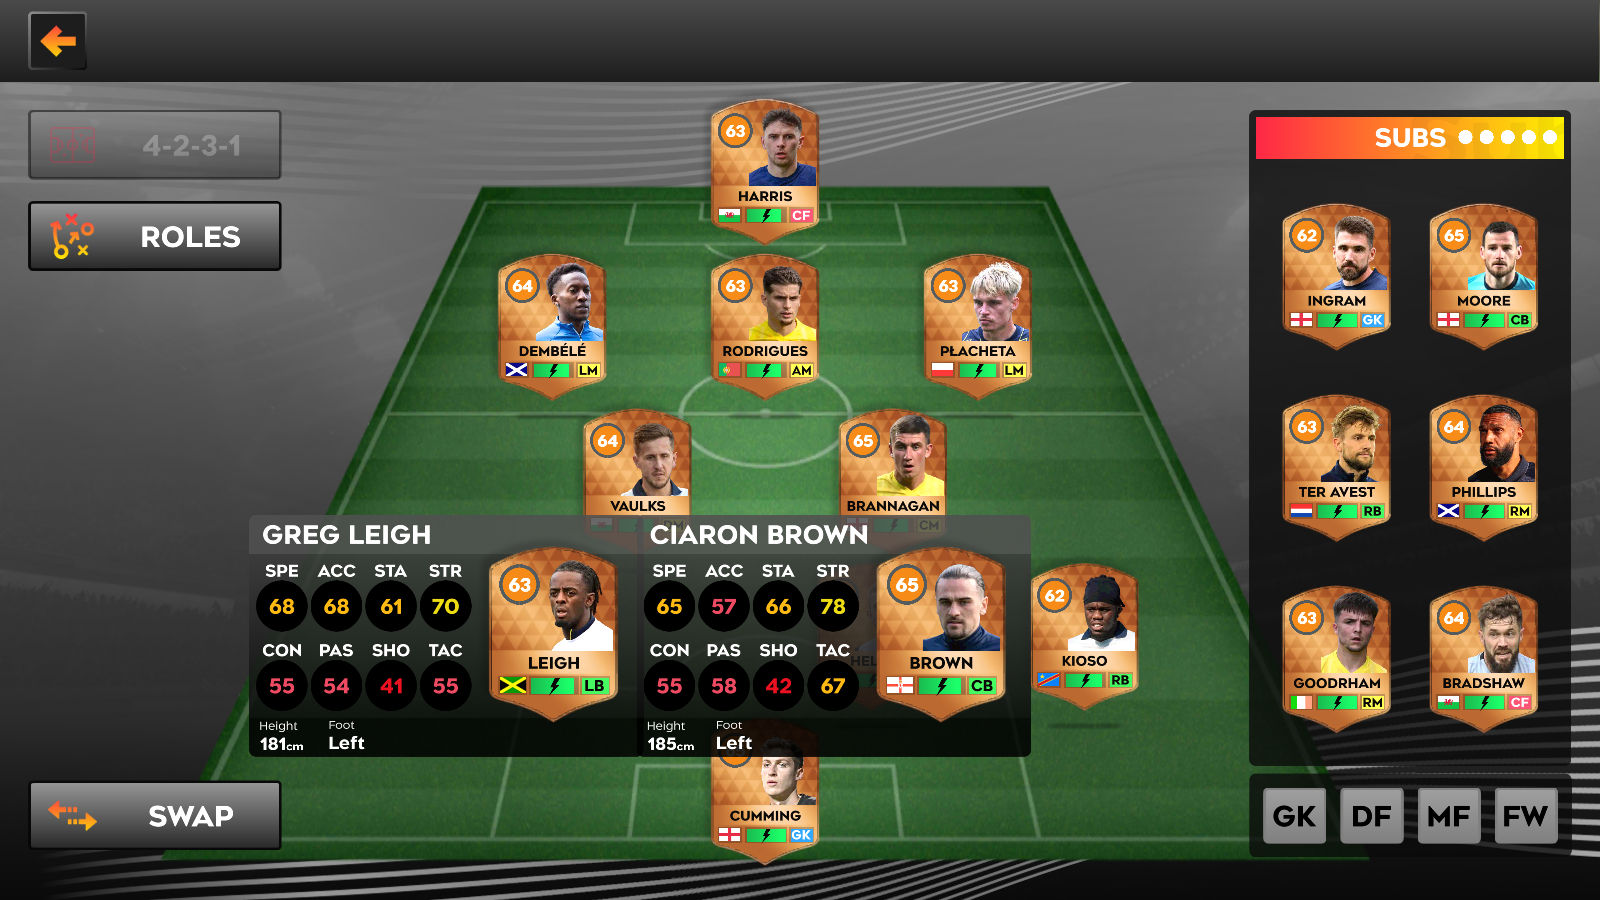 4-2-3-1
ROLES
63
HARRIS
CF
64
DEMBÉLÉ
LM
63
RODRIGUES
AM
63
PŁACHETA
LM
64
VAULKS
65
BRANNAGAN
CM
GREG LEIGH
SPE ACC STA STR
68 68 61 70
CON PAS SHO TAC
55 54 41 55
Height Foot
181cm Left
63
LEIGH
LB
CIARON BROWN
SPE ACC STA STR
65 57 66 78
CON PAS SHO TAC
55 58 42 67
Height Foot
185cm Left
65
BROWN
CB
62
KIOSO
RB
CUMMING
GK
SWAP
SUBS
62
INGRAM
GK
65
MOORE
CB
63
TER AVEST
RB
64
PHILLIPS
RM
63
GOODRHAM
RM
64
BRADSHAW
CF
GK DF MF FW